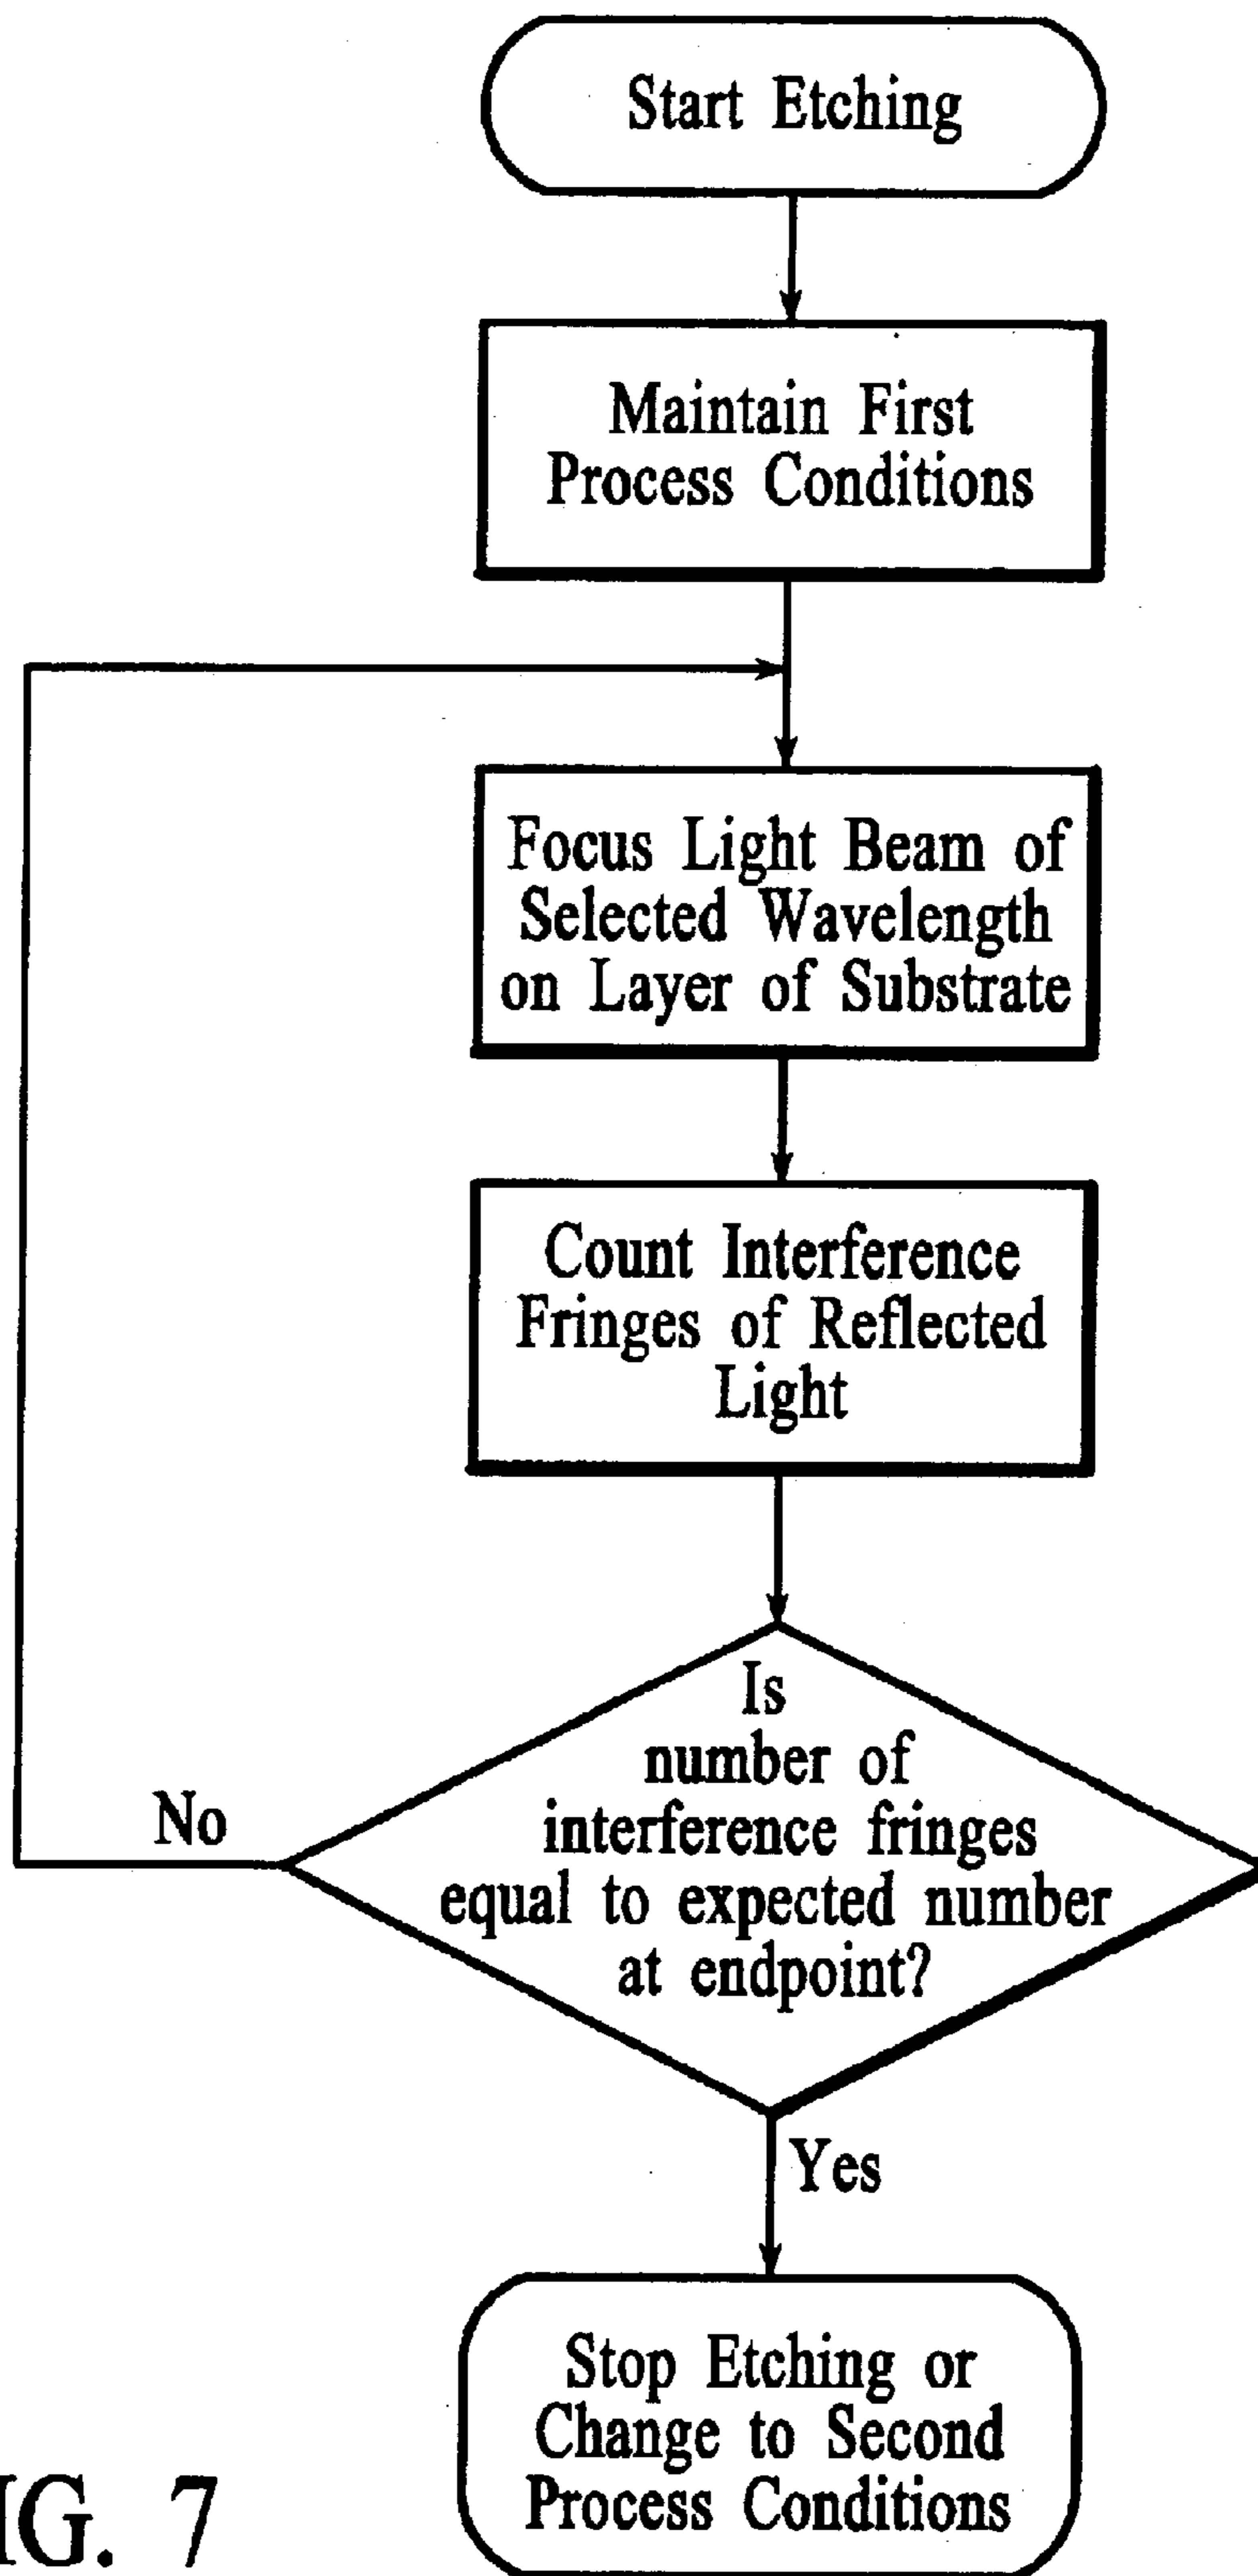 Start Etching
Maintain First
Process Conditions
Focus Light Beam of
Selected Wavelength
on Layer of Substrate
Count Interference
Fringes of Reflected
Light
Is
number of
interference fringes
equal to expected number
at endpoint?
No
Yes
Stop Etching or
Change to Second
Process Conditions
IG. 7